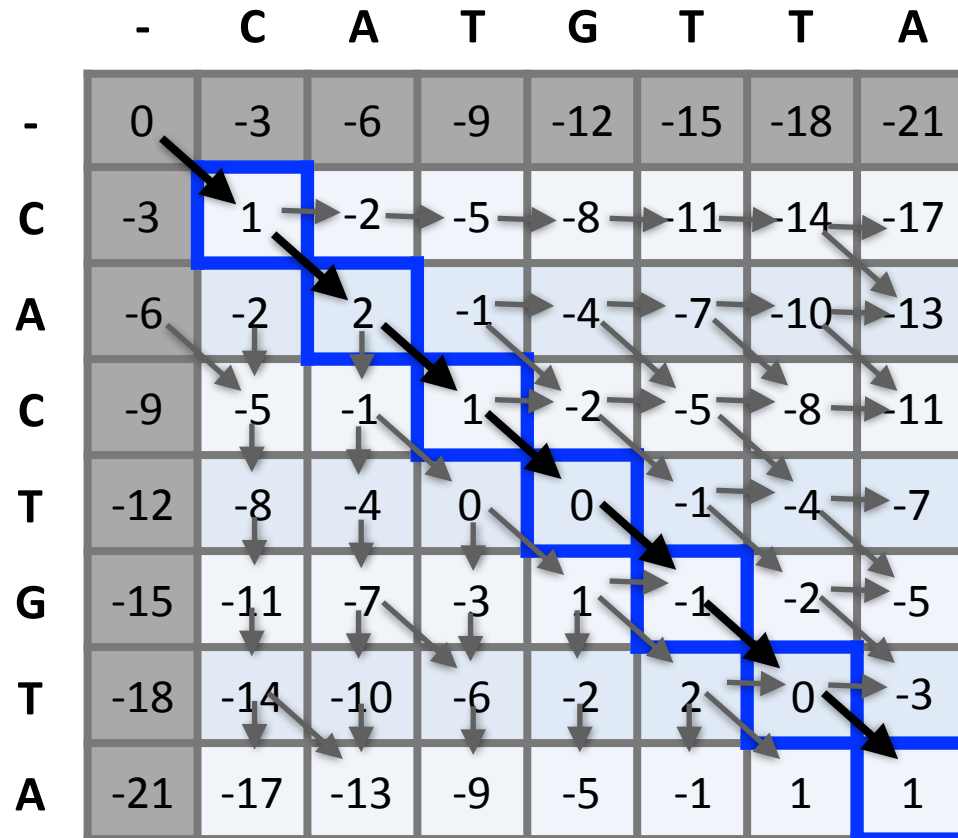 - C A T G T T A
- 0 -3 -6 -9 -12 -15 -18 -21
C -3 1 -2 -5 -8 -11 -14 -17
A -6 -2 2 -1 -4 -7 -10 -13
C -9 -5 -1 1 -2 -5 -8 -11
T -12 -8 -4 0 0 -1 -4 -7
G -15 -11 -7 -3 1 -1 -2 -5
T -18 -14 -10 -6 -2 2 0 -3
A -21 -17 -13 -9 -5 -1 1 1